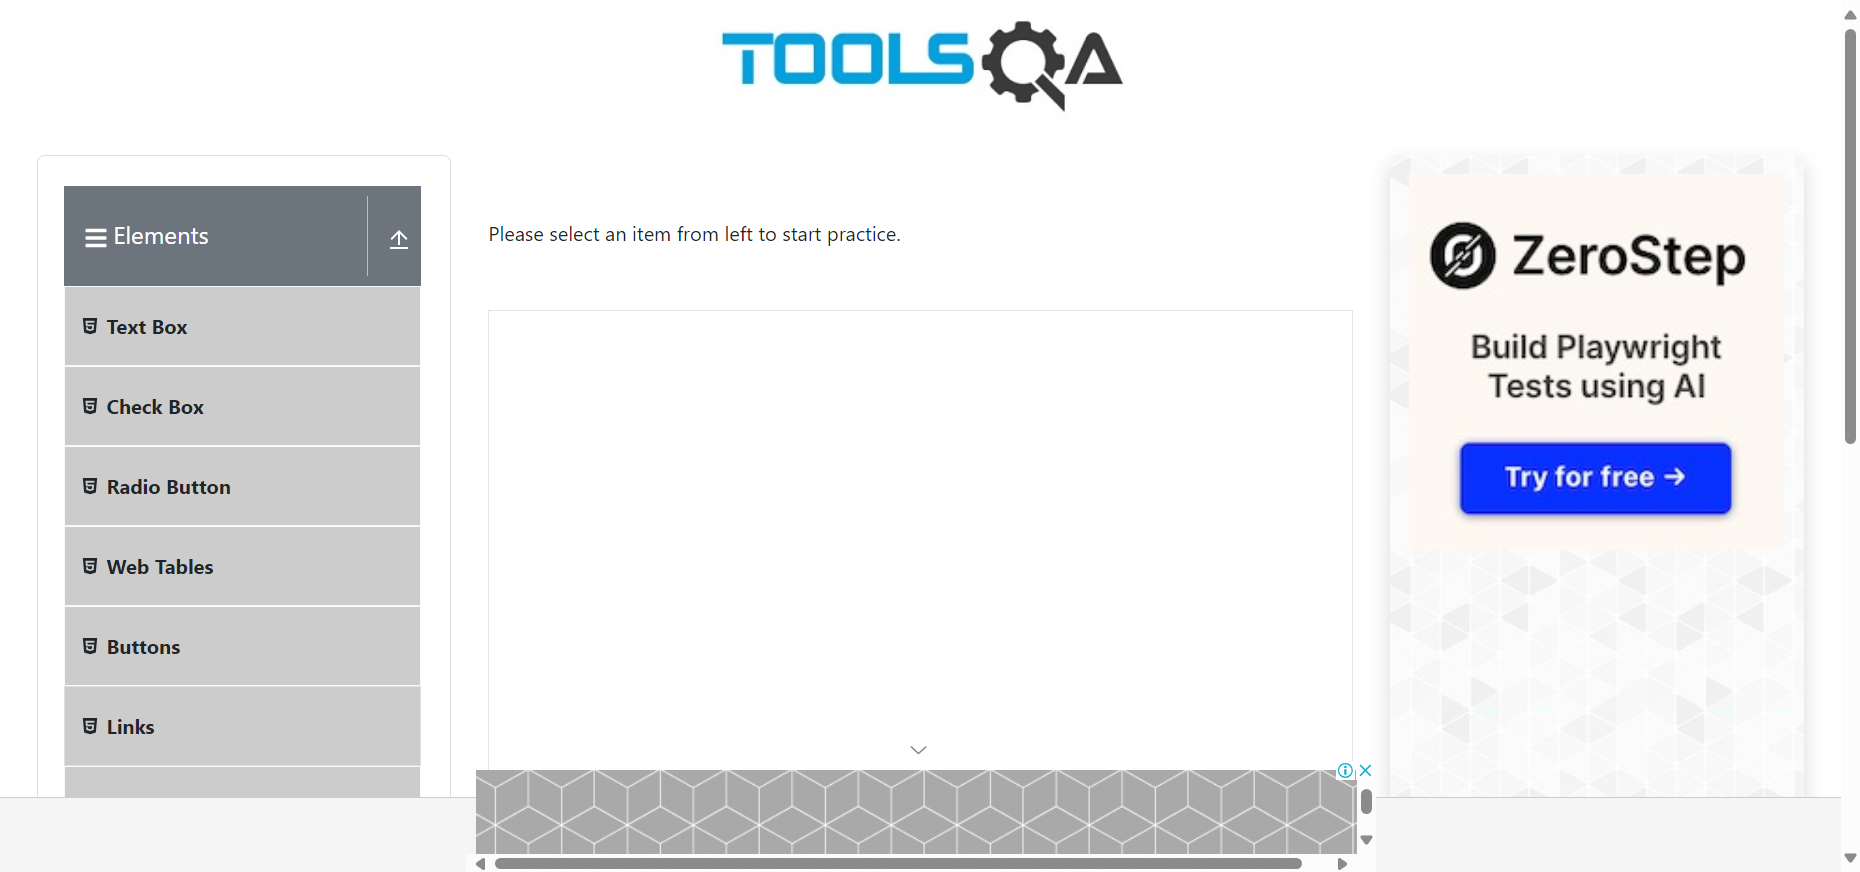 TOOLSQA
Elements
Text Box
Check Box
Radio Button
Web Tables
Buttons
Links
Please select an item from left to start practice.
ZeroStep
Build Playwright
Tests using AI
Try for free →